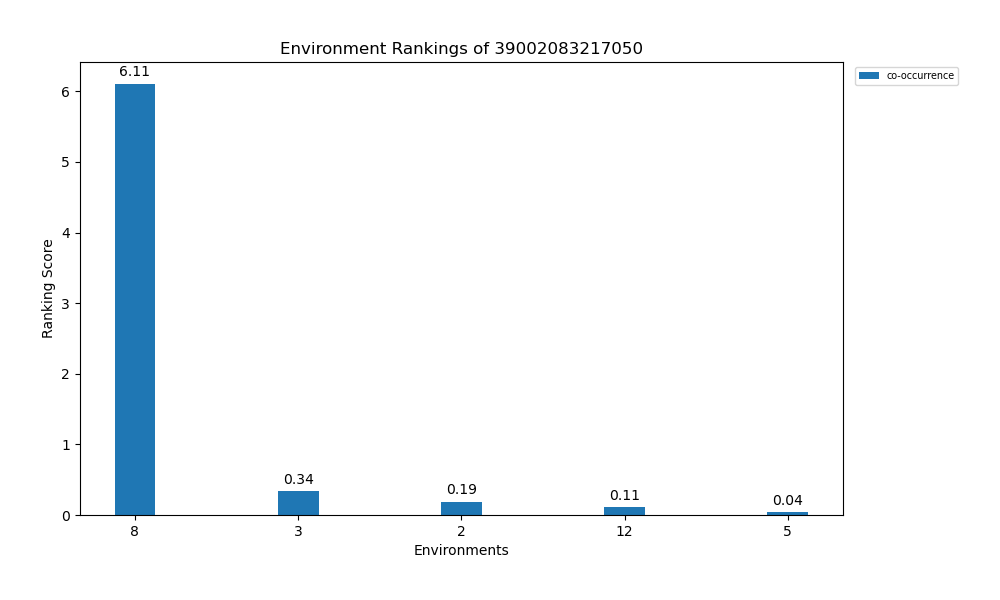 Environment Rankings of 39002083217050
co-occurrence
6.11
0.34
0.19
0.11
0.04
6
5
4
3
2
1
0
Ranking Score
8 3 2 12 5
Environments